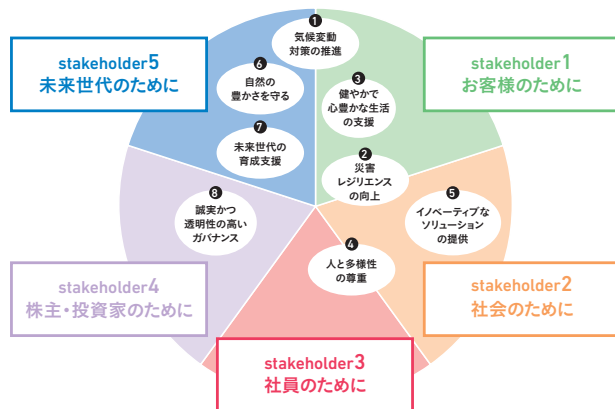 ❶
気候変動
対策の推進
stakeholder5
未来世代のために
stakeholder1
お客様のために
❻
自然の
豊かさを守る
❸
健やかで
心豊かな生活
の支援
❼
未来世代の
育成支援
❷
災害
レジリエンス
の向上
❽
誠実かつ
透明性の高い
ガバナンス
❺
イノベーティブな
ソリューション
の提供
❹
人と多様性
の尊重
stakeholder4
株主・投資家のために
stakeholder2
社会のために
stakeholder3
社員のために